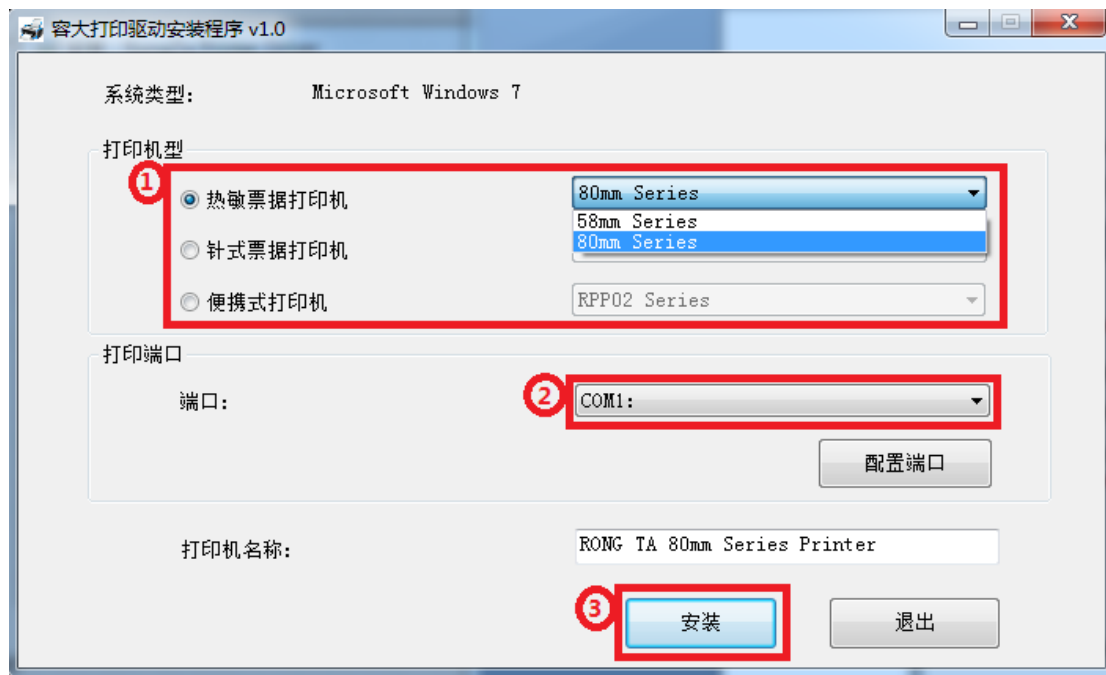 容大打印驱动安装程序 v1.0
系统类型: Microsoft Windows 7
打印机型
1
热敏票据打印机 80mm Series
58mm Series
80mm Series
针式票据打印机
便携式打印机 RPP02 Series
打印端口
端口: 2 COM1:
配置端口
打印机名称: RONG TA 80mm Series Printer
3 安装 退出